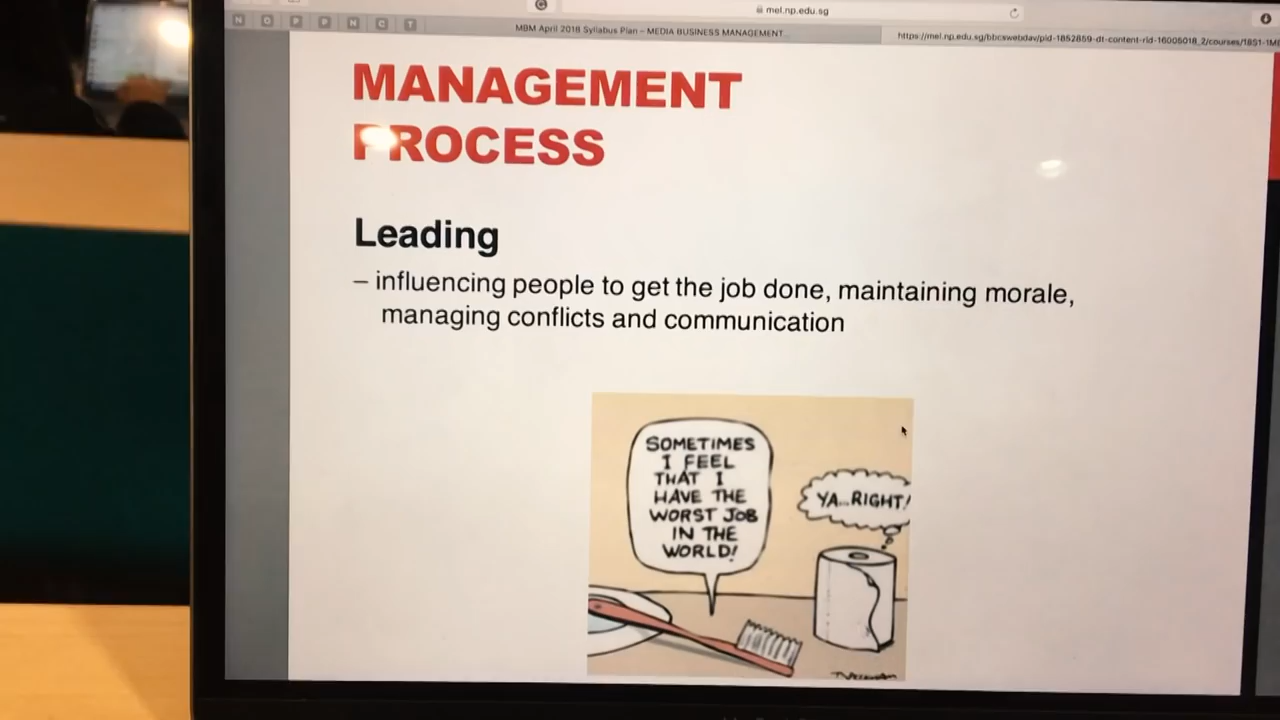 mel.np.edu.sg
N O P P N C T
MBM April 2018 Syllabus Plan – MEDIA BUSINESS MANAGEMENT...
MANAGEMENT
PROCESS
Leading
– influencing people to get the job done, maintaining morale,
managing conflicts and communication
SOMETIMES
I FEEL
THAT I
HAVE THE
WORST JOB
IN THE
WORLD!
YA...RIGHT!